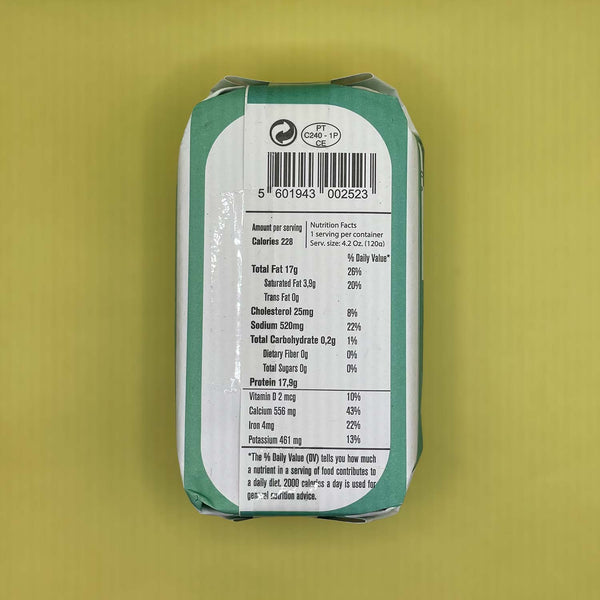 PT
C240 - 1P
CE
5 601943 002523
Amount per serving
Calories 228
Nutrition Facts
1 serving per container
Serv. size: 4.2 Oz. (120g)
% Daily Value*
Total Fat 17g 26%
Saturated Fat 3,9g 20%
Trans Fat 0g
Cholesterol 25mg 8%
Sodium 520mg 22%
Total Carbohydrate 0,2g 1%
Dietary Fiber 0g 0%
Total Sugars 0g 0%
Protein 17,9g
Vitamin D 2 mcg 10%
Calcium 556 mg 43%
Iron 4mg 22%
Potassium 461 mg 13%
*The % Daily Value (DV) tells you how much
a nutrient in a serving of food contributes to
a daily diet. 2000 calories a day is used for
general nutrition advice.